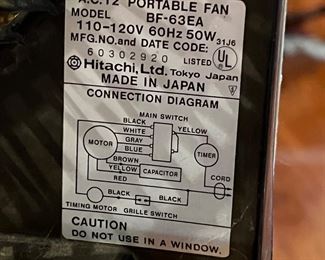 A.C. 12" PORTABLE FAN
MODEL BF-63EA
110-120V 60Hz 50W 31J6
MFG.NO.and DATE CODE:
60302920 LISTED UL
Hitachi, Ltd. Tokyo Japan
MADE IN JAPAN
CONNECTION DIAGRAM
MAIN SWITCH
BLACK
WHITE YELLOW
GRAY
BLUE
MOTOR TIMER
BROWN
YELLOW CAPACITOR CORD
RED
BLACK BLACK
TIMING MOTOR GRILLE SWITCH
CAUTION
DO NOT USE IN A WINDOW.